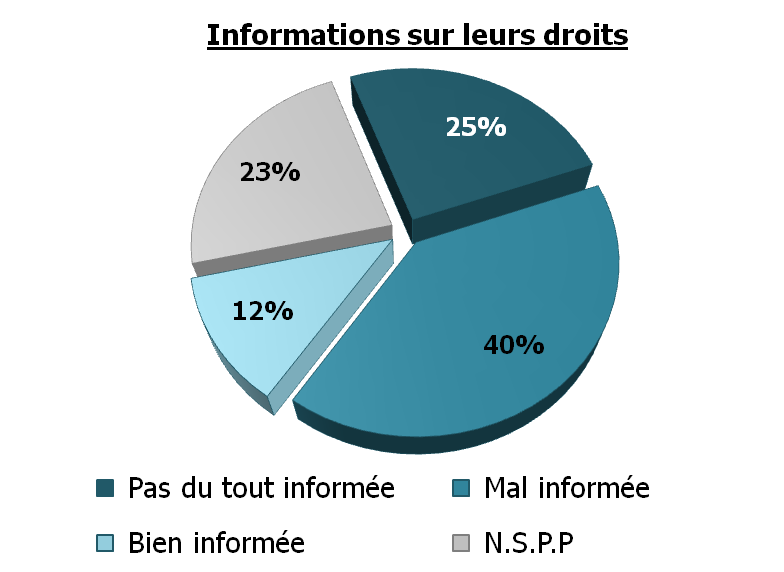 Informations sur leurs droits
25%
23%
12%
40%
Pas du tout informée
Mal informée
Bien informée
N.S.P.P